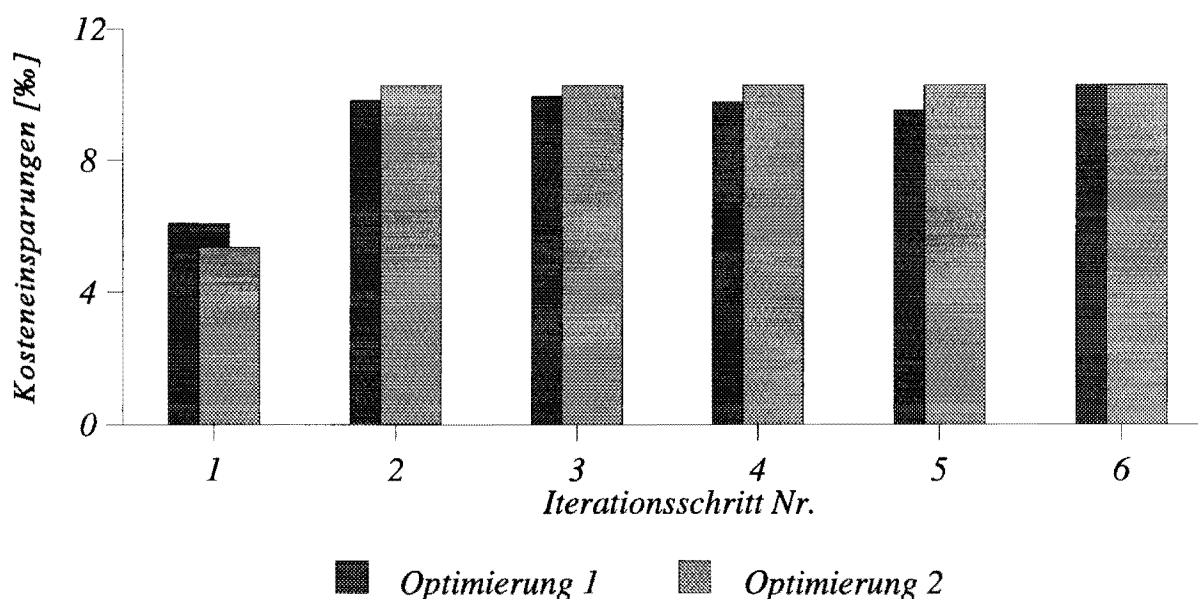 Kosteneinsparungen [‰]
12
8
4
0
1 2 3 4 5 6
Iterationsschritt Nr.
Optimierung 1 Optimierung 2